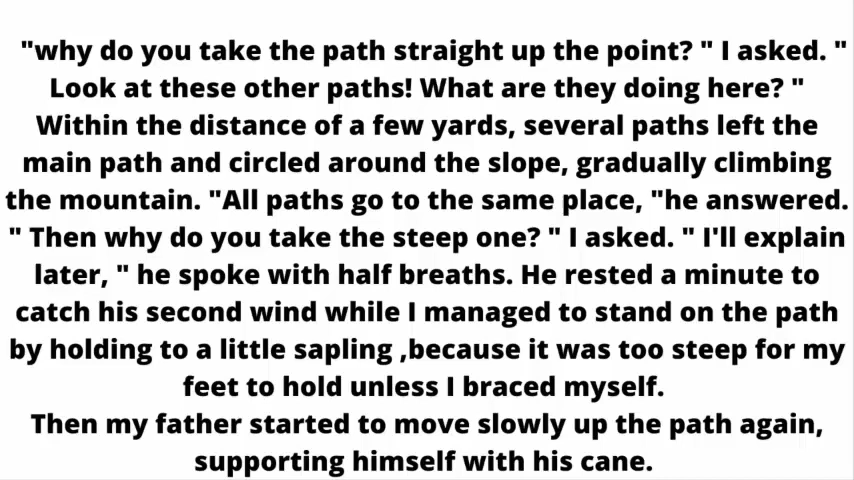 "why do you take the path straight up the point? " I asked. "
Look at these other paths! What are they doing here? "
Within the distance of a few yards, several paths left the
main path and circled around the slope, gradually climbing
the mountain. "All paths go to the same place, "he answered.
" Then why do you take the steep one? " I asked. " I'll explain
later, " he spoke with half breaths. He rested a minute to
catch his second wind while I managed to stand on the path
by holding to a little sapling ,because it was too steep for my
feet to hold unless I braced myself.
Then my father started to move slowly up the path again,
supporting himself with his cane.